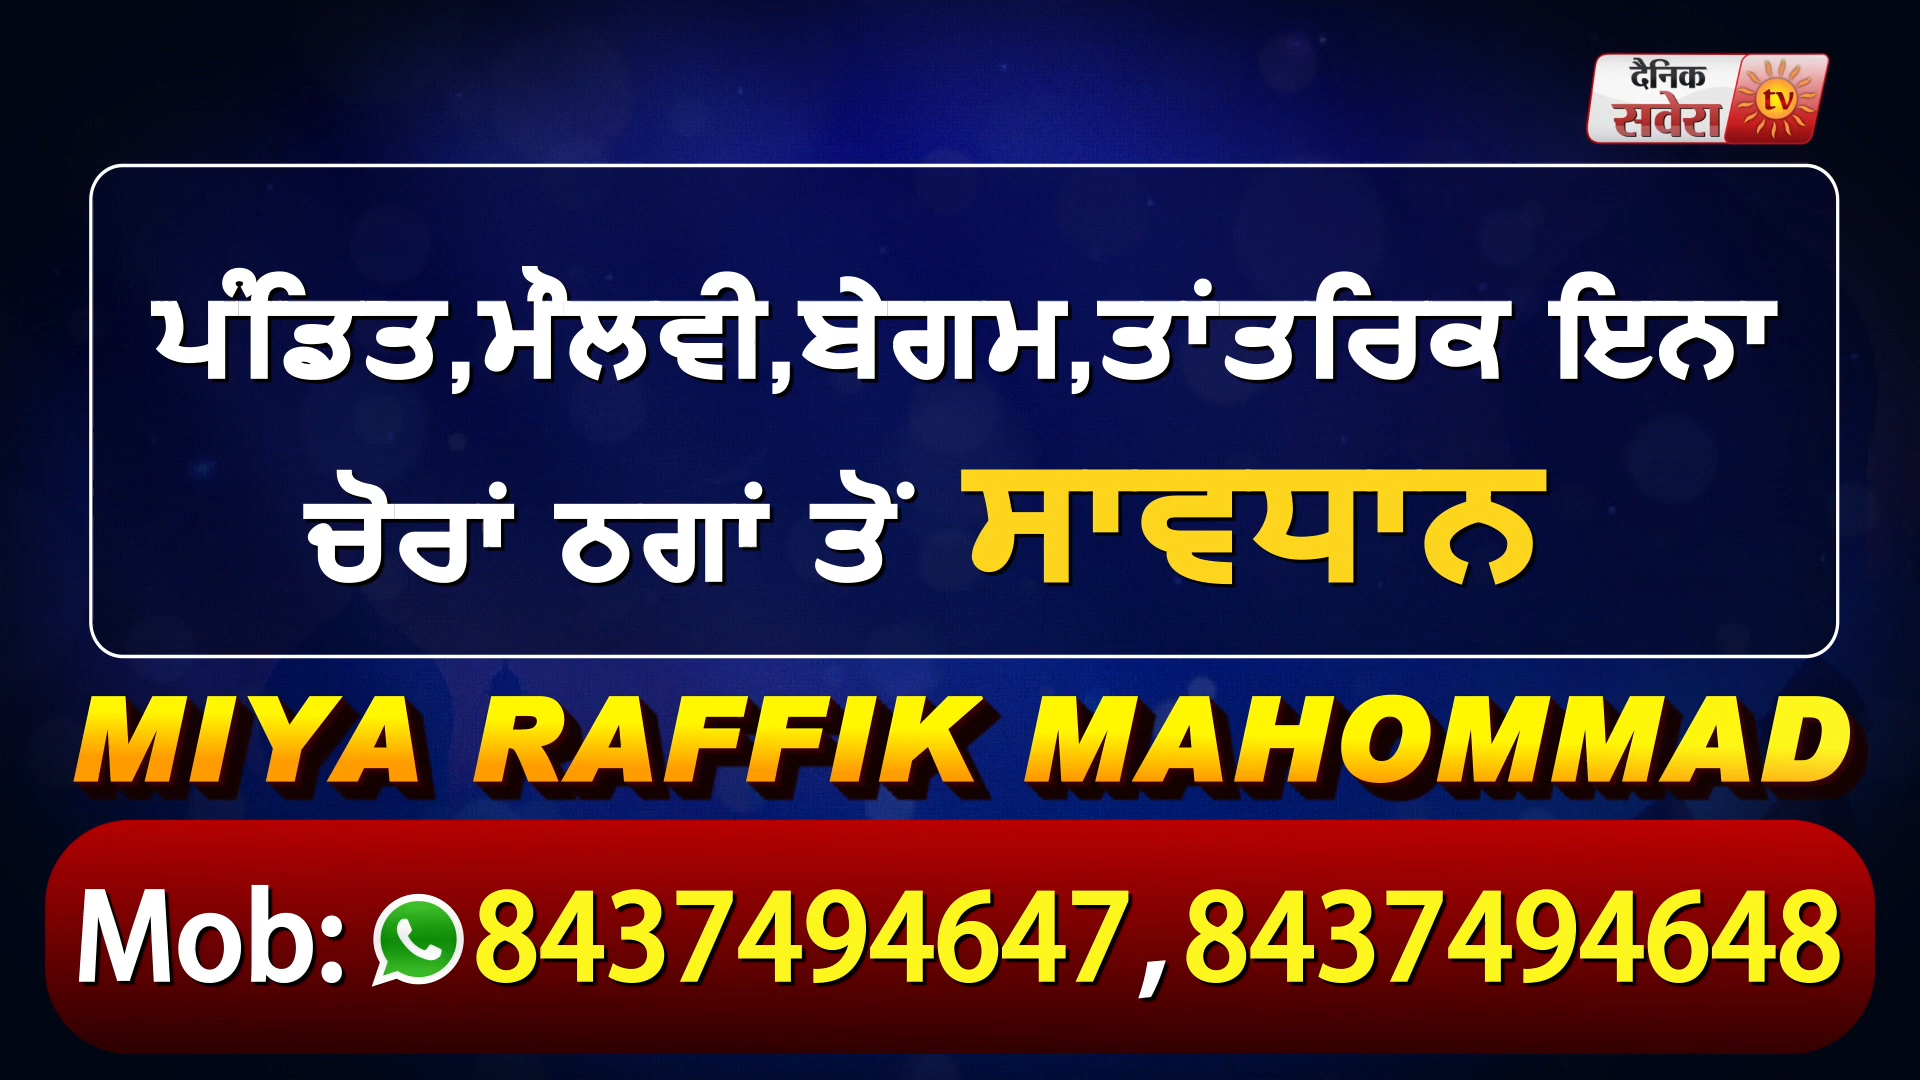 दैनिक
सवेरा tv
ਪੰਡਿਤ,ਮੌਲਵੀ,ਬੇਗਮ,ਤਾਂਤਰਿਕ ਇਨਾ
ਚੋਰਾਂ ਠਗਾਂ ਤੋਂ ਸਾਵਧਾਨ
MIYA RAFFIK MAHOMMAD
Mob: 8437494647, 8437494648